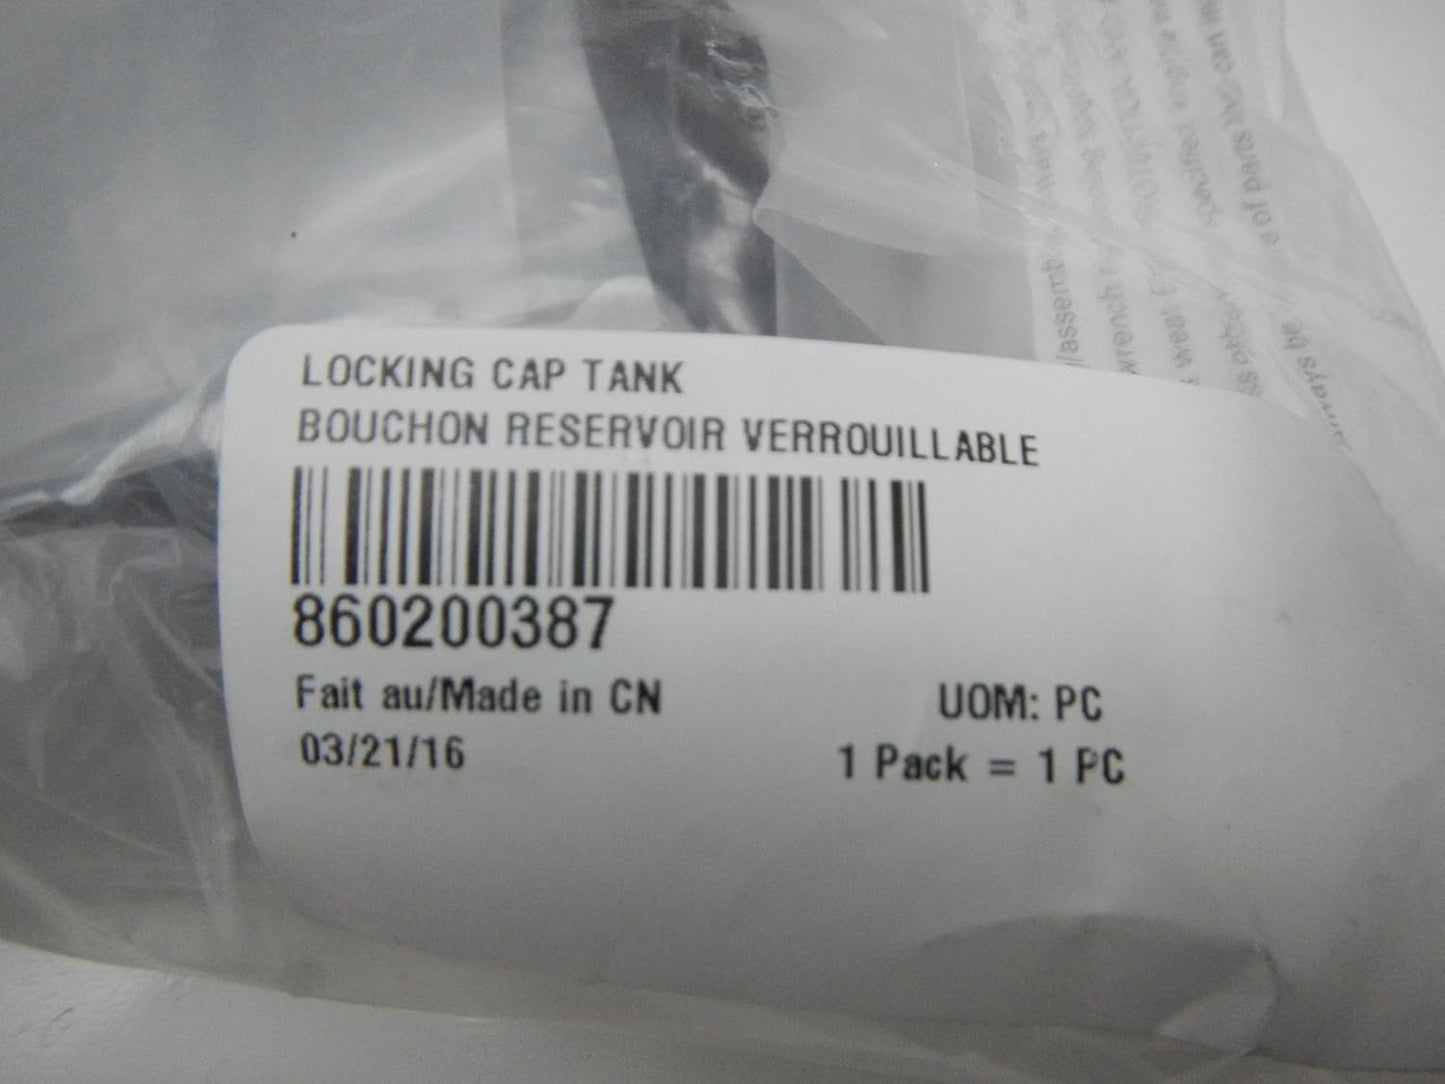 LOCKING CAP TANK
BOUCHON RESERVOIR VERROUILLABLE
860200387
Fait au/Made in CN
UOM: PC
03/21/16
1 Pack = 1 PC